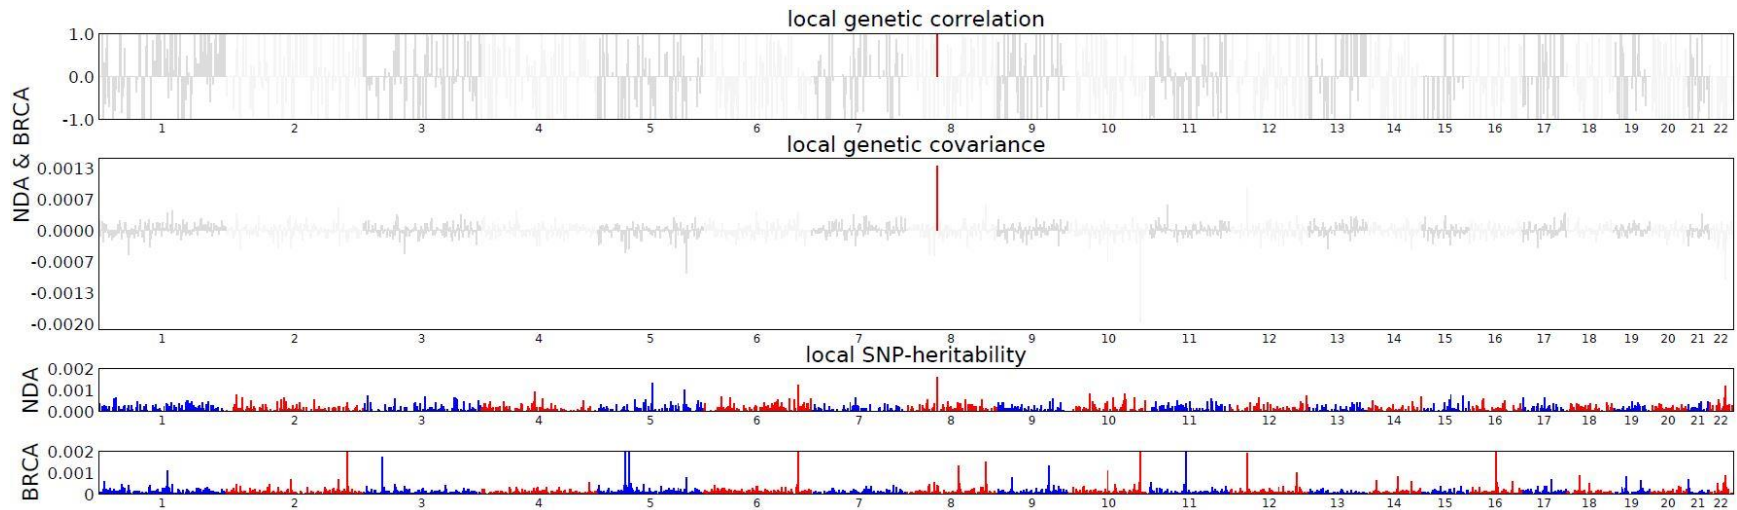 local genetic correlation
NDA & BRCA
1.0
0.0
-1.0
1 2 3 4 5 6 7 8 9 10 11 12 13 14 15 16 17 18 19 20 21 22
local genetic covariance
0.0013
0.0007
0.0000
-0.0007
-0.0013
-0.0020
1 2 3 4 5 6 7 8 9 10 11 12 13 14 15 16 17 18 19 20 21 22
local SNP-heritability
NDA
0.002
0.001
0.000
1 2 3 4 5 6 7 8 9 10 11 12 13 14 15 16 17 18 19 20 21 22
BRCA
0.002
0.001
0
1 2 3 4 5 6 7 8 9 10 11 12 13 14 15 16 17 18 19 20 21 22